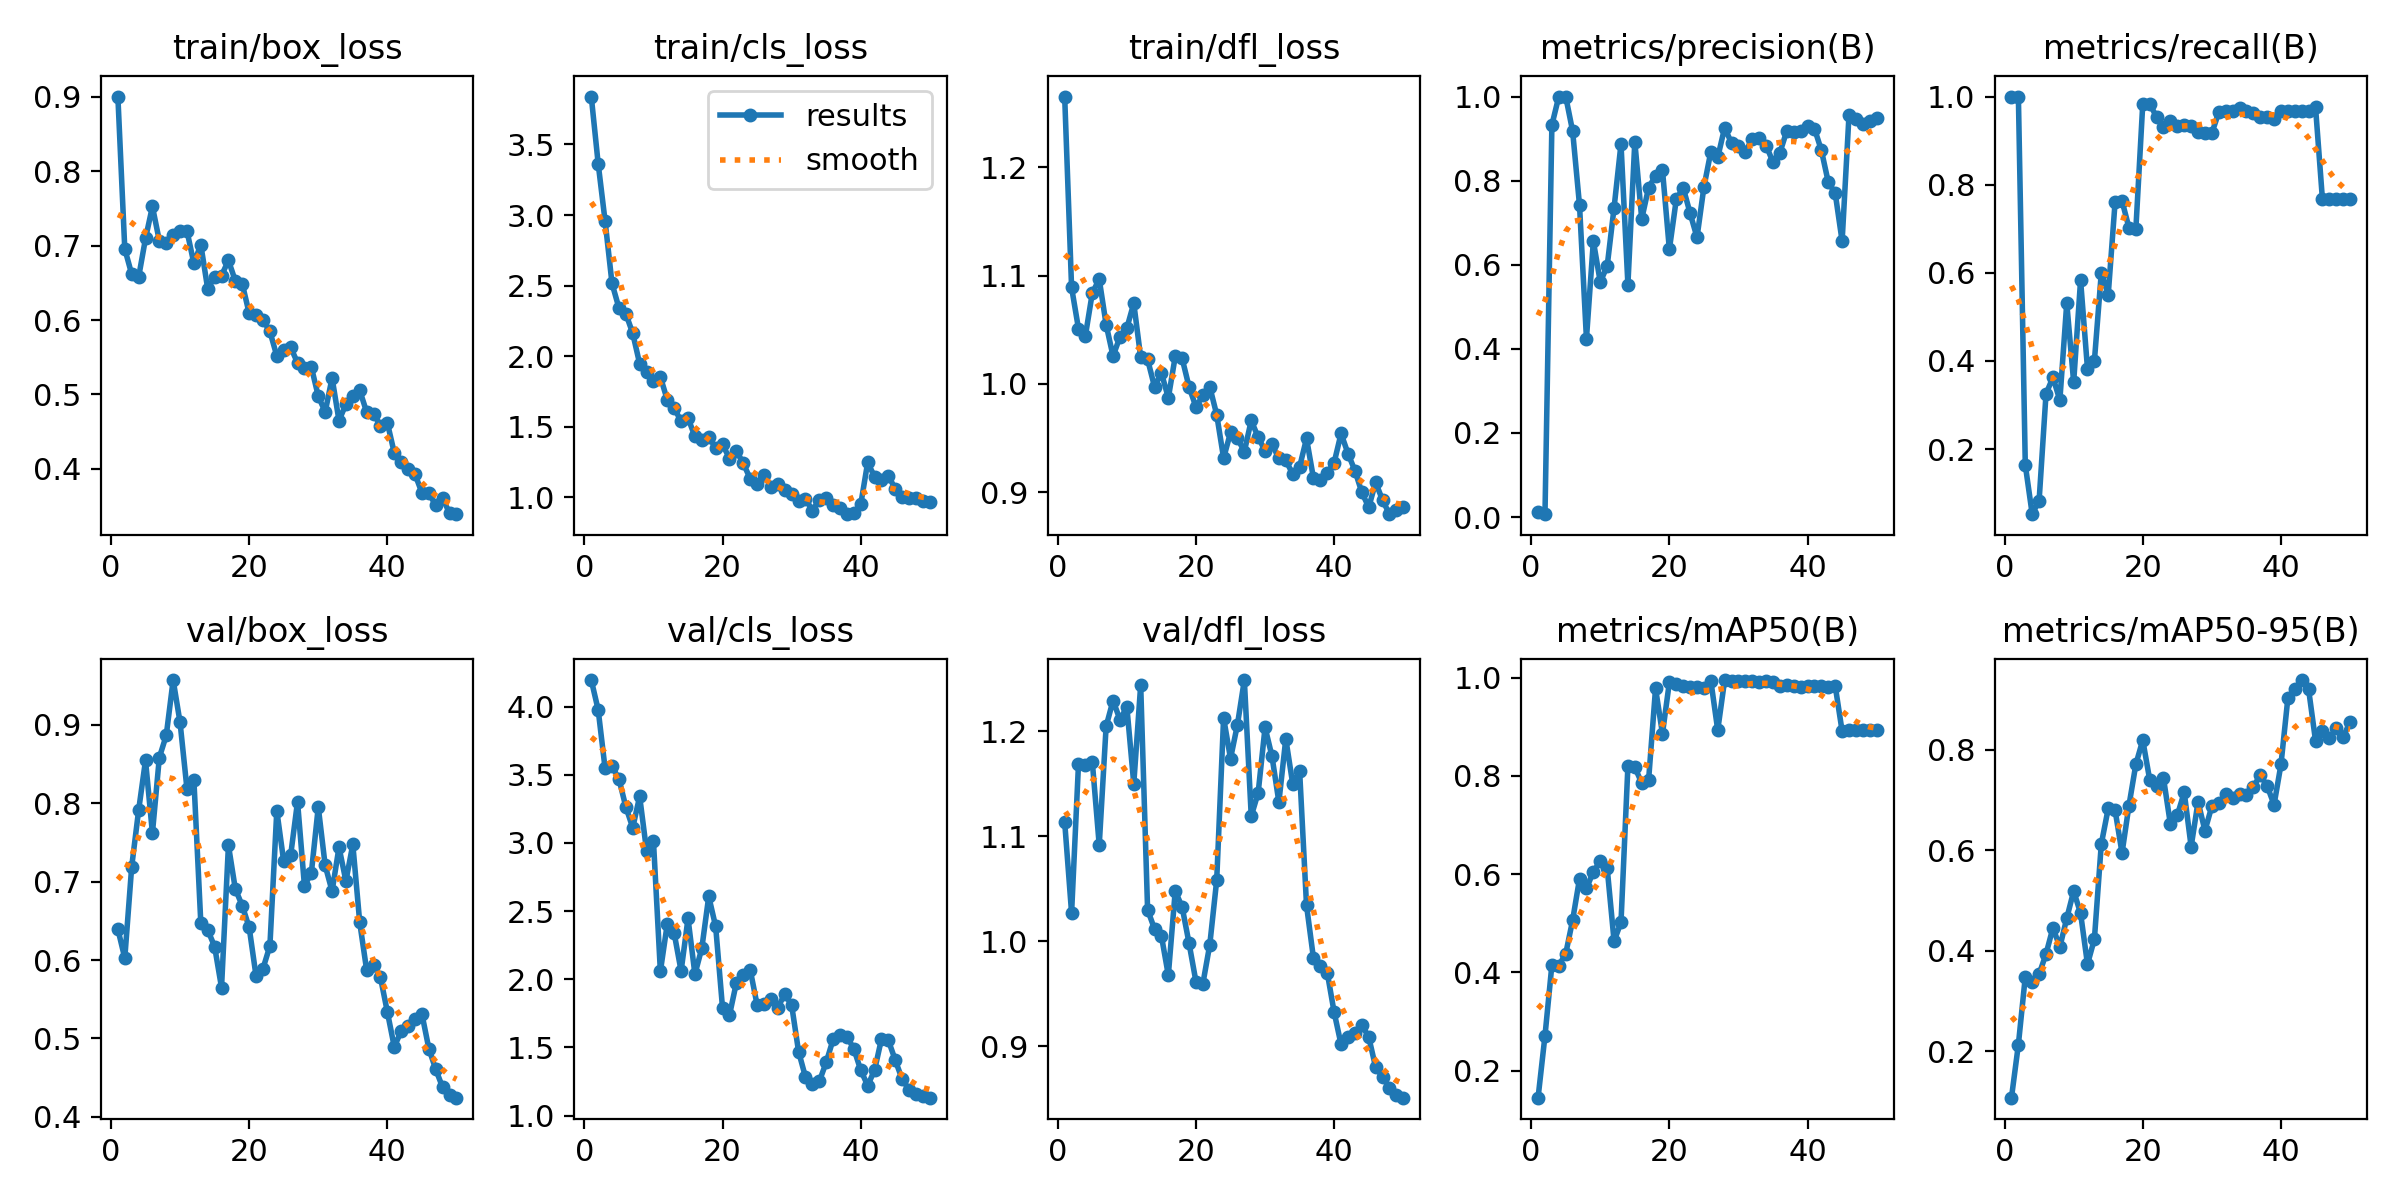 train/box_loss
train/cls_loss
train/dfl_loss
metrics/precision(B)
metrics/recall(B)
0.9
0.8
0.7
0.6
0.5
0.4
0 20 40
3.5
3.0
2.5
2.0
1.5
1.0
results
smooth
0 20 40
1.2
1.1
1.0
0.9
0 20 40
1.0
0.8
0.6
0.4
0.2
0.0
0 20 40
1.0
0.8
0.6
0.4
0.2
0 20 40
val/box_loss
val/cls_loss
val/dfl_loss
metrics/mAP50(B)
metrics/mAP50-95(B)
0.9
0.8
0.7
0.6
0.5
0.4
0 20 40
4.0
3.5
3.0
2.5
2.0
1.5
1.0
0 20 40
1.2
1.1
1.0
0.9
0 20 40
1.0
0.8
0.6
0.4
0.2
0 20 40
0.8
0.6
0.4
0.2
0 20 40